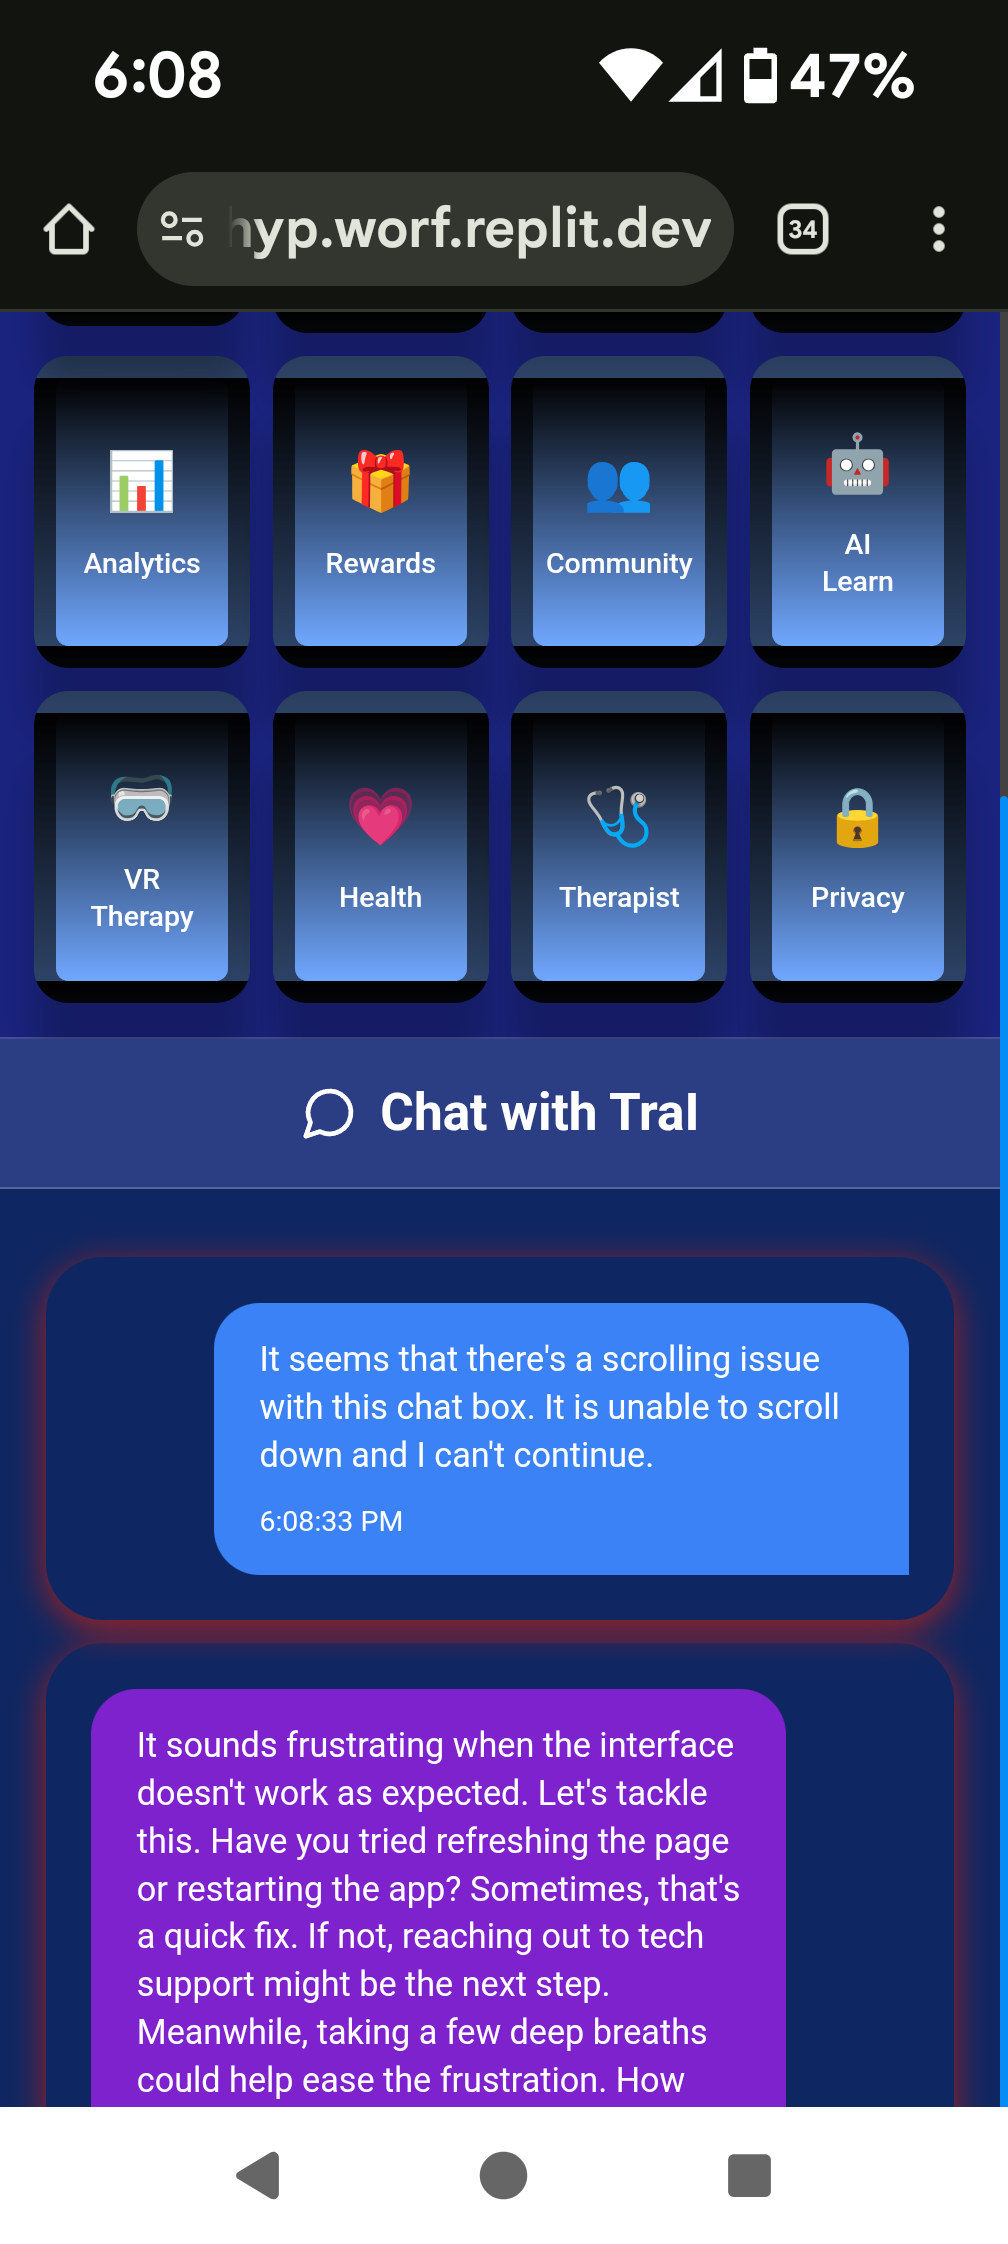 6:08
47%
hyp.worf.replit.dev
34
Analytics
Rewards
Community
AI
Learn
VR
Therapy
Health
Therapist
Privacy
Chat with TraI
It seems that there's a scrolling issue
with this chat box. It is unable to scroll
down and I can't continue.
6:08:33 PM
It sounds frustrating when the interface
doesn't work as expected. Let's tackle
this. Have you tried refreshing the page
or restarting the app? Sometimes, that's
a quick fix. If not, reaching out to tech
support might be the next step.
Meanwhile, taking a few deep breaths
could help ease the frustration. How